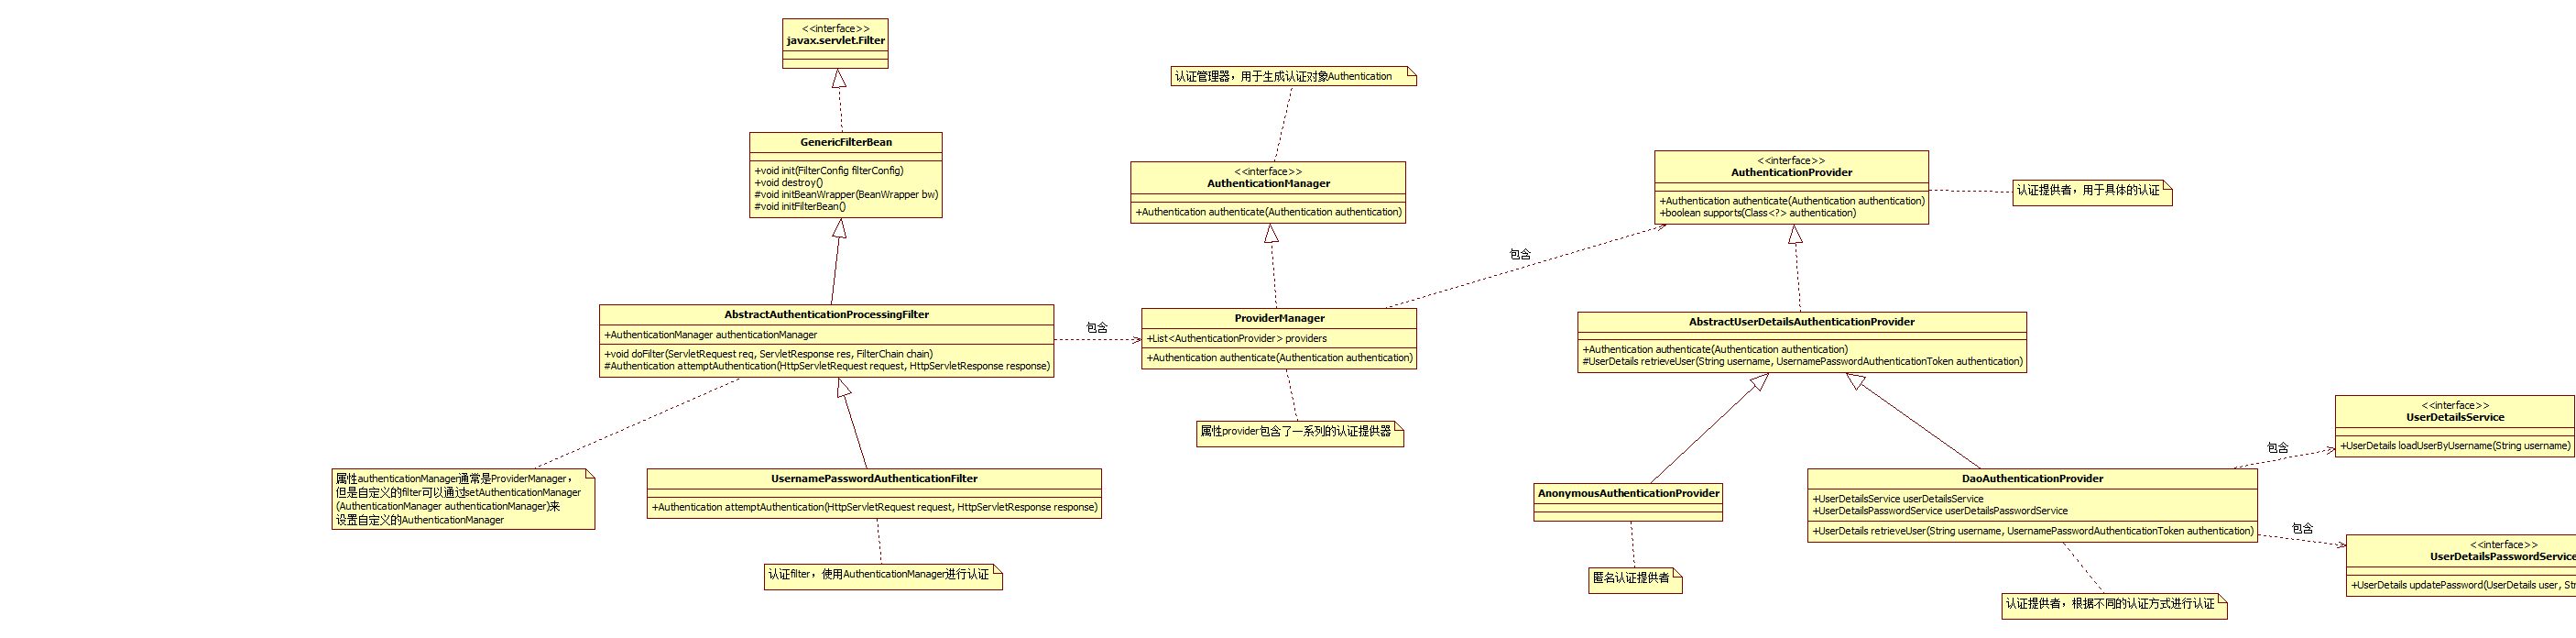 <<interface>>
javax.servlet.Filter
GenericFilterBean
+void init(FilterConfig filterConfig)
+void destroy()
#void initBeanWrapper(BeanWrapper bw)
#void initFilterBean()
AbstractAuthenticationProcessingFilter
+AuthenticationManager authenticationManager
+void doFilter(ServletRequest req, ServletResponse res, FilterChain chain)
#Authentication attemptAuthentication(HttpServletRequest request, HttpServletResponse response)
属性authenticationManager通常是ProviderManager，
但是自定义的filter可以通过setAuthenticationManager
(AuthenticationManager authenticationManager)来
设置自定义的AuthenticationManager
UsernamePasswordAuthenticationFilter
+Authentication attemptAuthentication(HttpServletRequest request, HttpServletResponse response)
认证filter，使用AuthenticationManager进行认证
包含
认证管理器，用于生成认证对象Authentication
<<interface>>
AuthenticationManager
+Authentication authenticate(Authentication authentication)
ProviderManager
+List<AuthenticationProvider> providers
+Authentication authenticate(Authentication authentication)
属性provider包含了一系列的认证提供器
包含
<<interface>>
AuthenticationProvider
+Authentication authenticate(Authentication authentication)
+boolean supports(Class<?> authentication)
认证提供者，用于具体的认证
AbstractUserDetailsAuthenticationProvider
+Authentication authenticate(Authentication authentication)
#UserDetails retrieveUser(String username, UsernamePasswordAuthenticationToken authentication)
AnonymousAuthenticationProvider
匿名认证提供者
DaoAuthenticationProvider
+UserDetailsService userDetailsService
+UserDetailsPasswordService userDetailsPasswordService
+UserDetails retrieveUser(String username, UsernamePasswordAuthenticationToken authentication)
认证提供者，根据不同的认证方式进行认证
包含
<<interface>>
UserDetailsService
+UserDetails loadUserByUsername(String username)
包含
<<interface>>
UserDetailsPasswordService
+UserDetails updatePassword(UserDetails user, Str